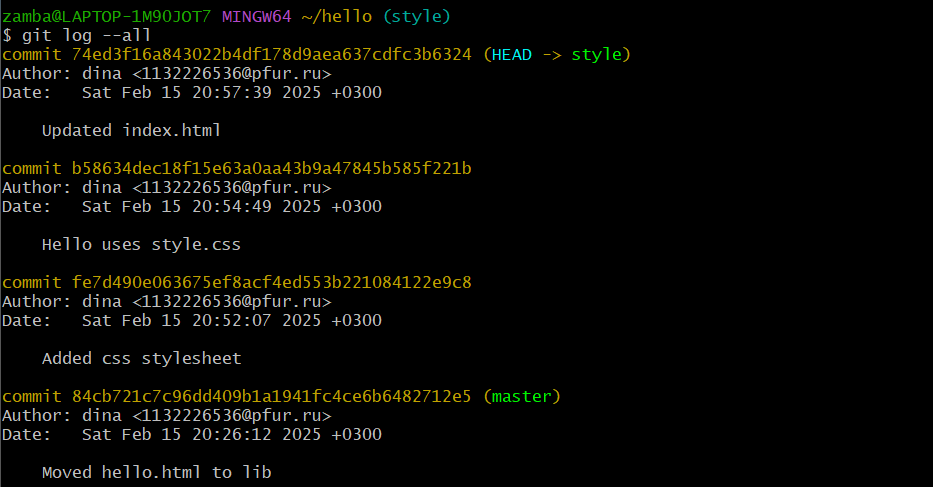 zamba@LAPTOP-1M90JOT7 MINGW64 ~/hello (style)
$ git log --all
commit 74ed3f16a843022b4df178d9aea637cdfc3b6324 (HEAD -> style)
Author: dina <1132226536@pfur.ru>
Date:   Sat Feb 15 20:57:39 2025 +0300

    Updated index.html

commit b58634dec18f15e63a0aa43b9a47845b585f221b
Author: dina <1132226536@pfur.ru>
Date:   Sat Feb 15 20:54:49 2025 +0300

    Hello uses style.css

commit fe7d490e063675ef8acf4ed553b221084122e9c8
Author: dina <1132226536@pfur.ru>
Date:   Sat Feb 15 20:52:07 2025 +0300

    Added css stylesheet

commit 84cb721c7c96dd409b1a1941fc4ce6b6482712e5 (master)
Author: dina <1132226536@pfur.ru>
Date:   Sat Feb 15 20:26:12 2025 +0300

    Moved hello.html to lib